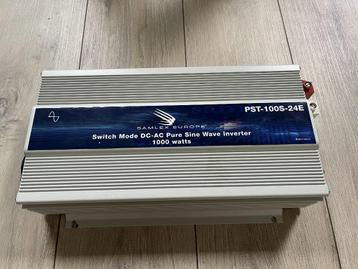 PST-100S-24E
SAMLEX EUROPE
Switch Mode DC-AC Pure Sine Wave Inverter
1000 watts